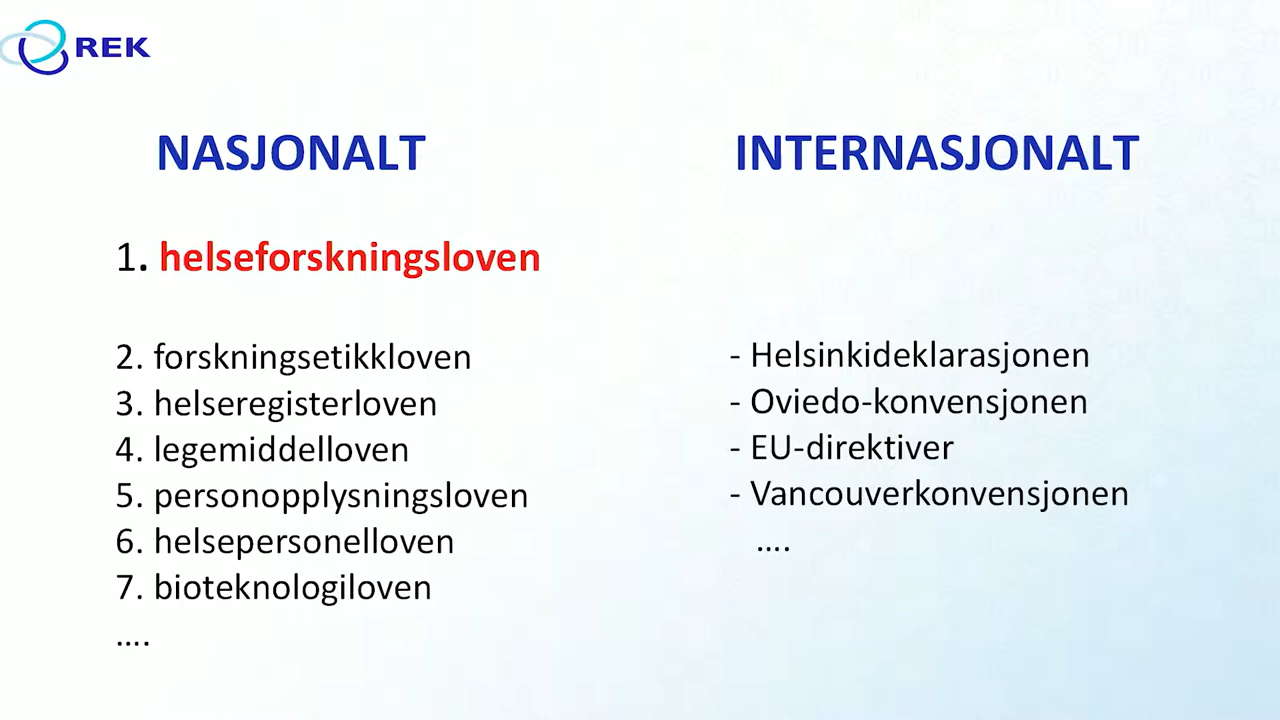 REK
NASJONALT
1. helseforskningsloven
2. forskningsetikkloven
3. helseregisterloven
4. legemiddelloven
5. personopplysningsloven
6. helsepersonelloven
7. bioteknologiloven
....
INTERNASJONALT
- Helsinkideklarasjonen
- Oviedo-konvensjonen
- EU-direktiver
- Vancouverkonvensjonen
....